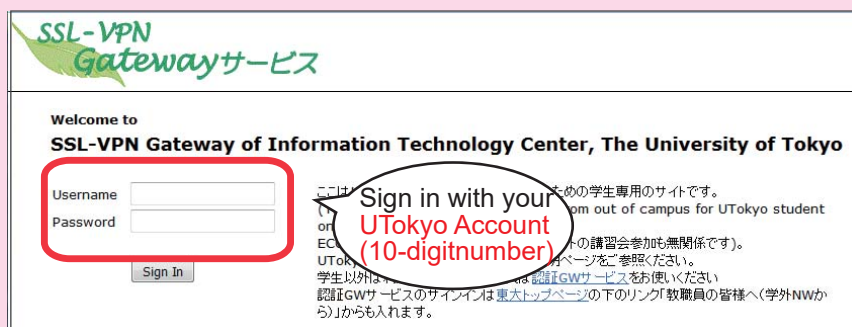 SSL-VPN
Gatewayサービス
Welcome to
SSL-VPN Gateway of Information Technology Center, The University of Tokyo
Username
Password
Sign In
Sign in with your
UTokyo Account
(10-digitnumber)
ここは
ための学生専用のサイトです。
om out of campus for UTokyo student
on
EC
トの講習会参加も無関係です)。
UTok
ページをご参照ください。
学生以外は
認証GWサービスをお使いください
認証GWサービスのサインインは東大トップページの下のリンク「教職員の皆様へ(学外NWか
ら)」からも入れます。